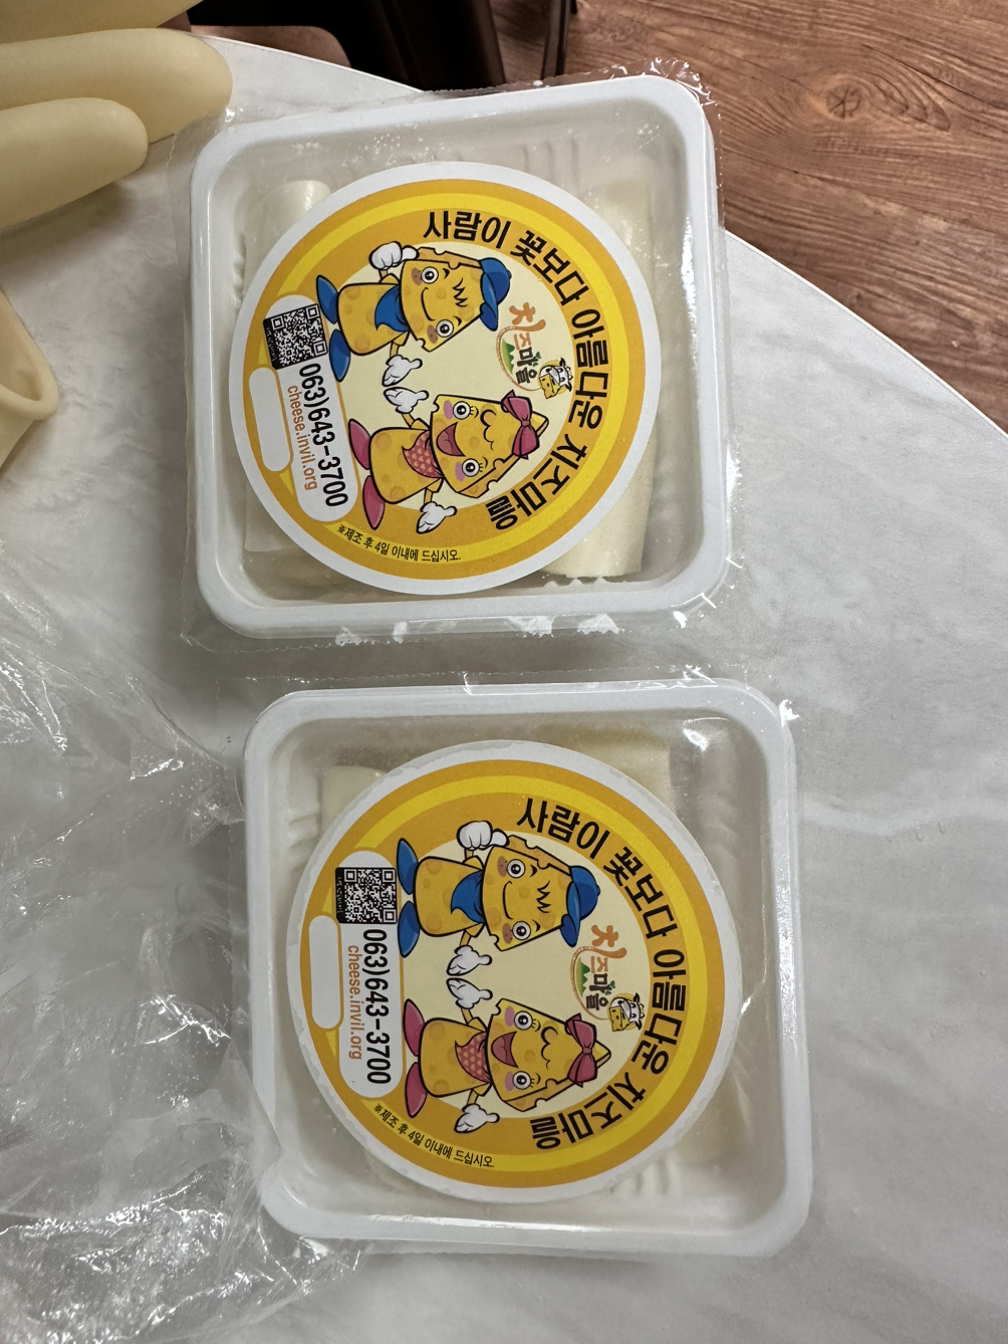 사람이 꽃보다 아름다운 치즈마을
치즈마을
063)643-3700
cheese.invil.org
※제조 후 4일 이내에 드십시오.
사람이 꽃보다 아름다운 치즈마을
치즈마을
063)643-3700
cheese.invil.org
※제조 후 4일 이내에 드십시오.